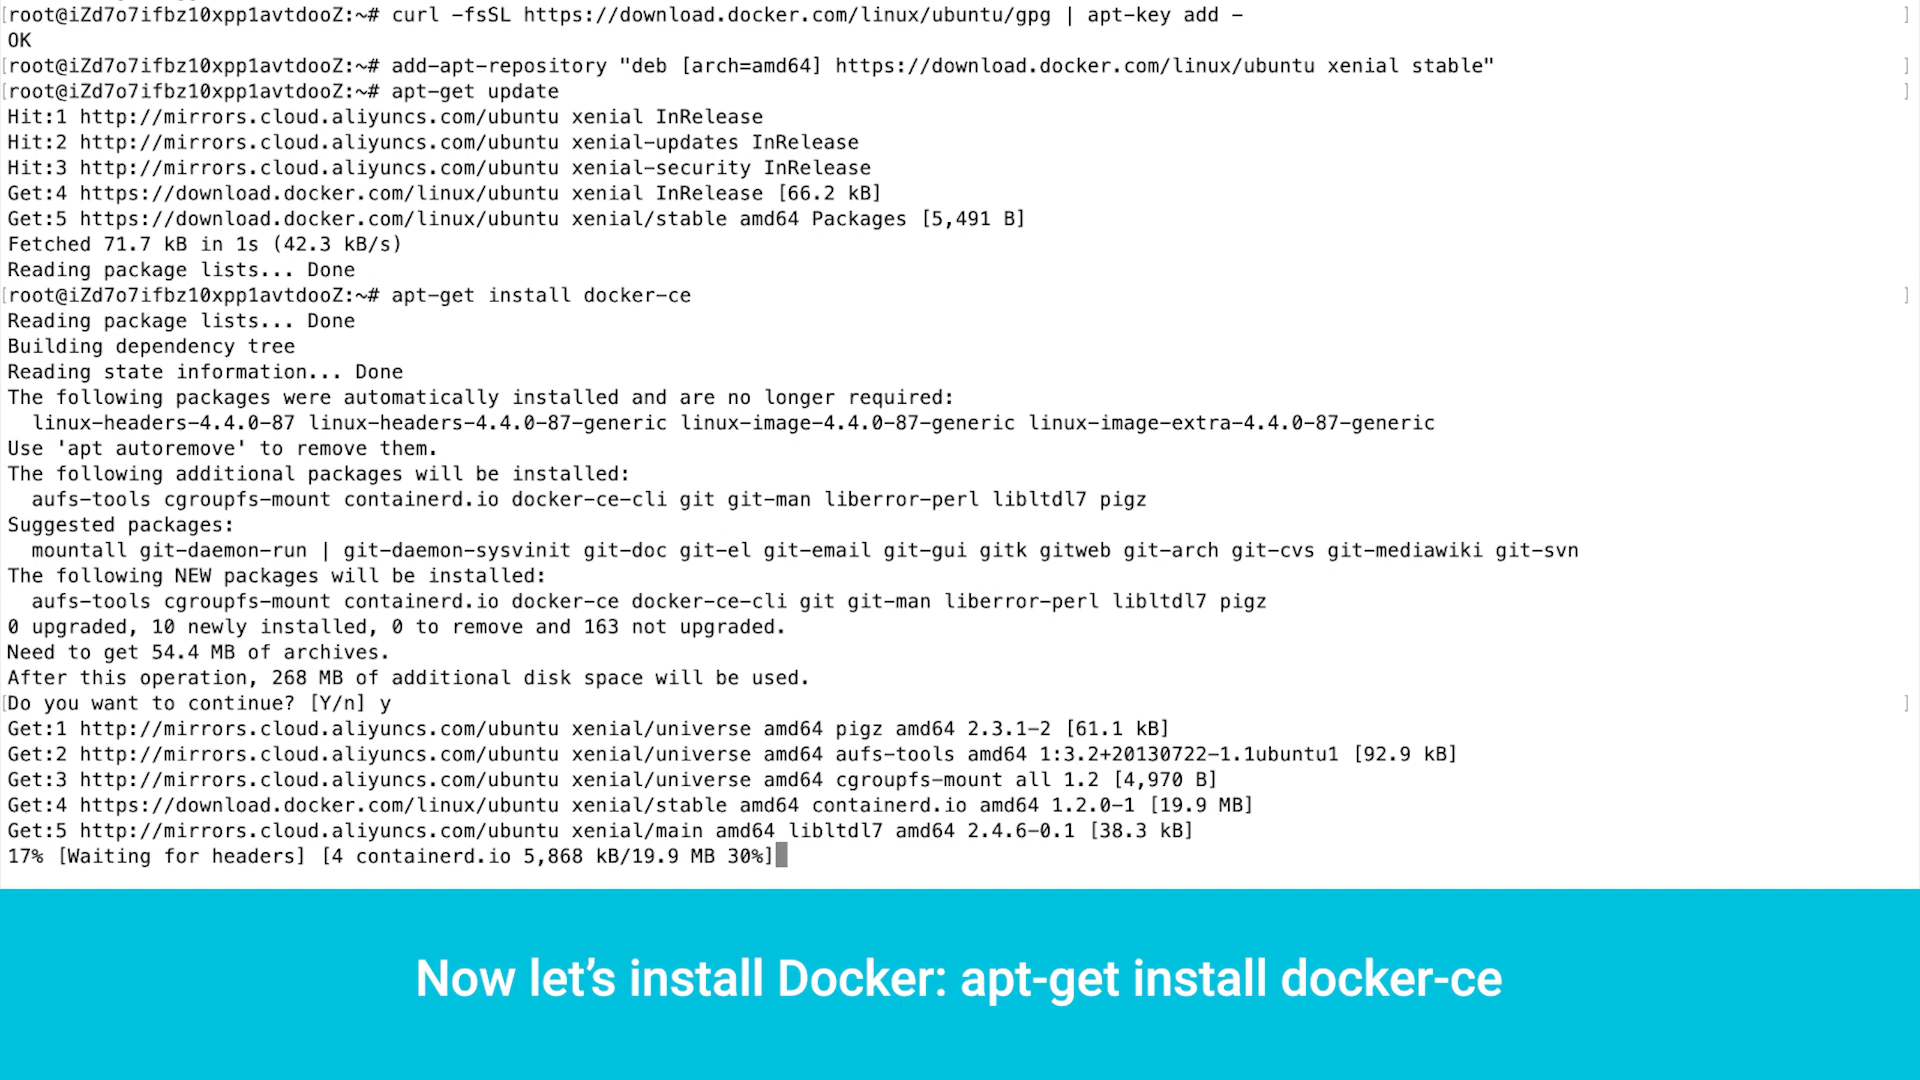 [root@iZd7o7ifbz10xpp1avtdooZ:~# curl -fsSL https://download.docker.com/linux/ubuntu/gpg | apt-key add - ]
OK
[root@iZd7o7ifbz10xpp1avtdooZ:~# add-apt-repository "deb [arch=amd64] https://download.docker.com/linux/ubuntu xenial stable" ]
[root@iZd7o7ifbz10xpp1avtdooZ:~# apt-get update ]
Hit:1 http://mirrors.cloud.aliyuncs.com/ubuntu xenial InRelease
Hit:2 http://mirrors.cloud.aliyuncs.com/ubuntu xenial-updates InRelease
Hit:3 http://mirrors.cloud.aliyuncs.com/ubuntu xenial-security InRelease
Get:4 https://download.docker.com/linux/ubuntu xenial InRelease [66.2 kB]
Get:5 https://download.docker.com/linux/ubuntu xenial/stable amd64 Packages [5,491 B]
Fetched 71.7 kB in 1s (42.3 kB/s)
Reading package lists... Done
[root@iZd7o7ifbz10xpp1avtdooZ:~# apt-get install docker-ce ]
Reading package lists... Done
Building dependency tree
Reading state information... Done
The following packages were automatically installed and are no longer required:
linux-headers-4.4.0-87 linux-headers-4.4.0-87-generic linux-image-4.4.0-87-generic linux-image-extra-4.4.0-87-generic
Use 'apt autoremove' to remove them.
The following additional packages will be installed:
aufs-tools cgroupfs-mount containerd.io docker-ce-cli git git-man liberror-perl libltdl7 pigz
Suggested packages:
mountall git-daemon-run | git-daemon-sysvinit git-doc git-el git-email git-gui gitk gitweb git-arch git-cvs git-mediawiki git-svn
The following NEW packages will be installed:
aufs-tools cgroupfs-mount containerd.io docker-ce docker-ce-cli git git-man liberror-perl libltdl7 pigz
0 upgraded, 10 newly installed, 0 to remove and 163 not upgraded.
Need to get 54.4 MB of archives.
After this operation, 268 MB of additional disk space will be used.
[Do you want to continue? [Y/n] y ]
Get:1 http://mirrors.cloud.aliyuncs.com/ubuntu xenial/universe amd64 pigz amd64 2.3.1-2 [61.1 kB]
Get:2 http://mirrors.cloud.aliyuncs.com/ubuntu xenial/universe amd64 aufs-tools amd64 1:3.2+20130722-1.1ubuntu1 [92.9 kB]
Get:3 http://mirrors.cloud.aliyuncs.com/ubuntu xenial/universe amd64 cgroupfs-mount all 1.2 [4,970 B]
Get:4 https://download.docker.com/linux/ubuntu xenial/stable amd64 containerd.io amd64 1.2.0-1 [19.9 MB]
Get:5 http://mirrors.cloud.aliyuncs.com/ubuntu xenial/main amd64 libltdl7 amd64 2.4.6-0.1 [38.3 kB]
17% [Waiting for headers] [4 containerd.io 5,868 kB/19.9 MB 30%]
Now let’s install Docker: apt-get install docker-ce